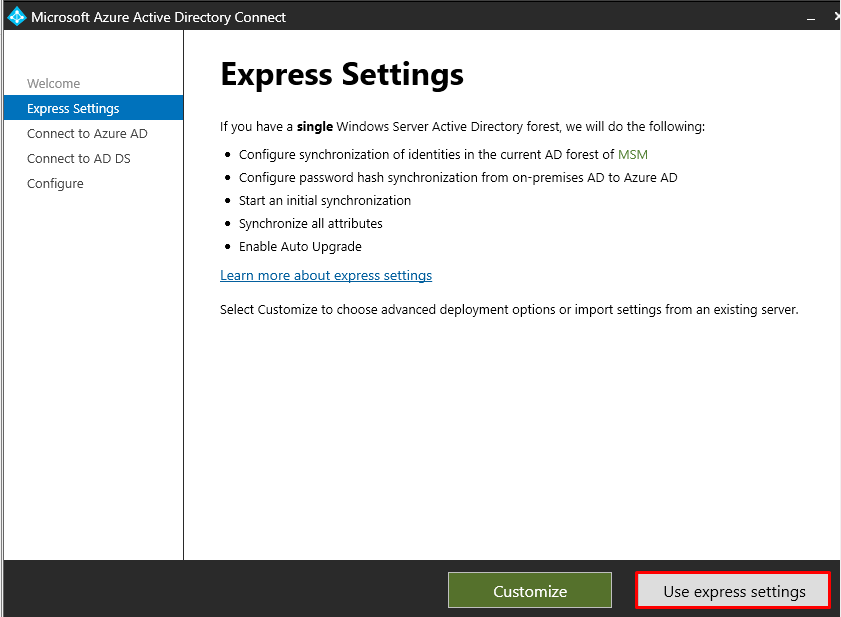 Microsoft Azure Active Directory Connect
Welcome
Express Settings
Connect to Azure AD
Connect to AD DS
Configure
Express Settings
If you have a single Windows Server Active Directory forest, we will do the following:
• Configure synchronization of identities in the current AD forest of MSM
• Configure password hash synchronization from on-premises AD to Azure AD
• Start an initial synchronization
• Synchronize all attributes
• Enable Auto Upgrade
Learn more about express settings
Select Customize to choose advanced deployment options or import settings from an existing server.
Customize
Use express settings